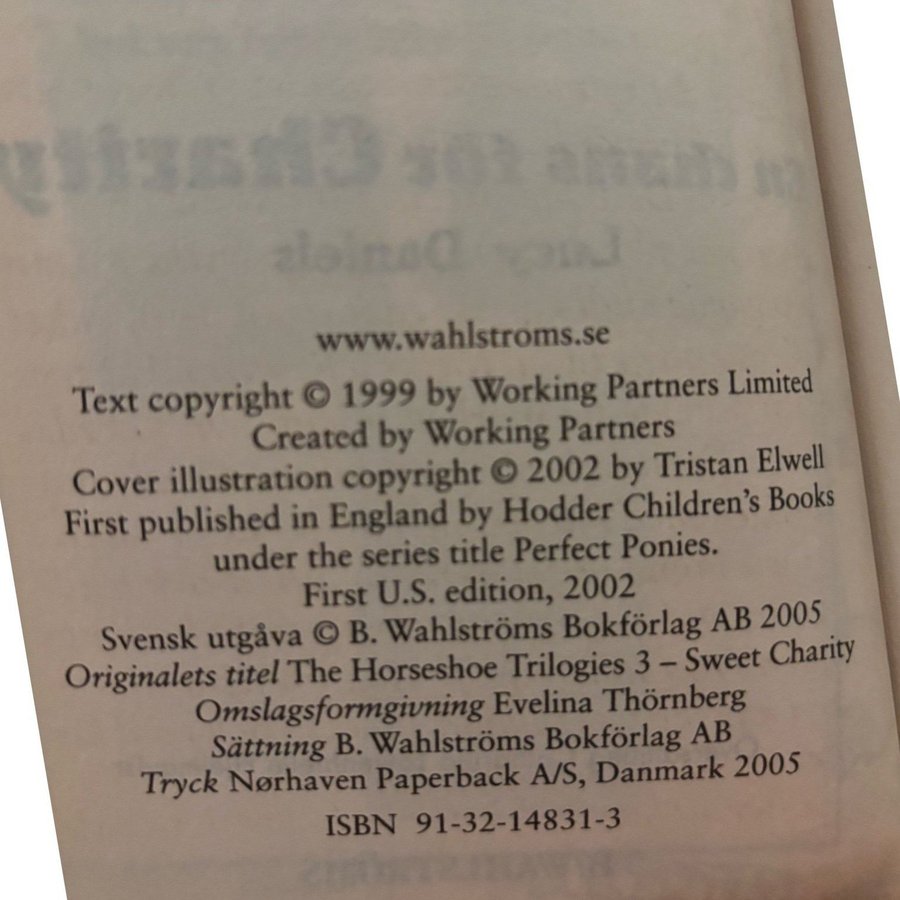 www.wahlstroms.se
Text copyright © 1999 by Working Partners Limited
Created by Working Partners
Cover illustration copyright © 2002 by Tristan Elwell
First published in England by Hodder Children's Books
under the series title Perfect Ponies.
First U.S. edition, 2002
Svensk utgåva © B. Wahlströms Bokförlag AB 2005
Originalets titel The Horseshoe Trilogies 3 – Sweet Charity
Omslagsformgivning Evelina Thörnberg
Sättning B. Wahlströms Bokförlag AB
Tryck Nørhaven Paperback A/S, Danmark 2005
ISBN 91-32-14831-3